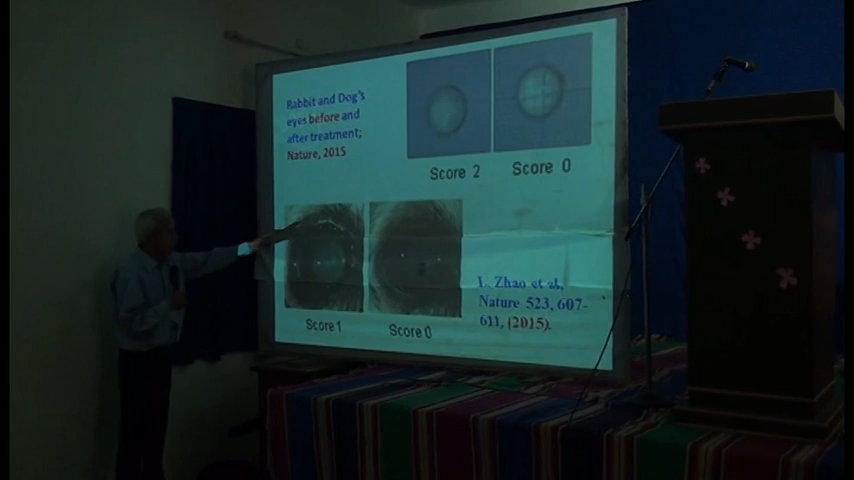 Rabbit and Dog's
eyes before and
after treatment;
Nature, 2015
Score 2
Score 0
Score 1
Score 0
L. Zhao et al,
Nature 523, 607-
611, (2015).